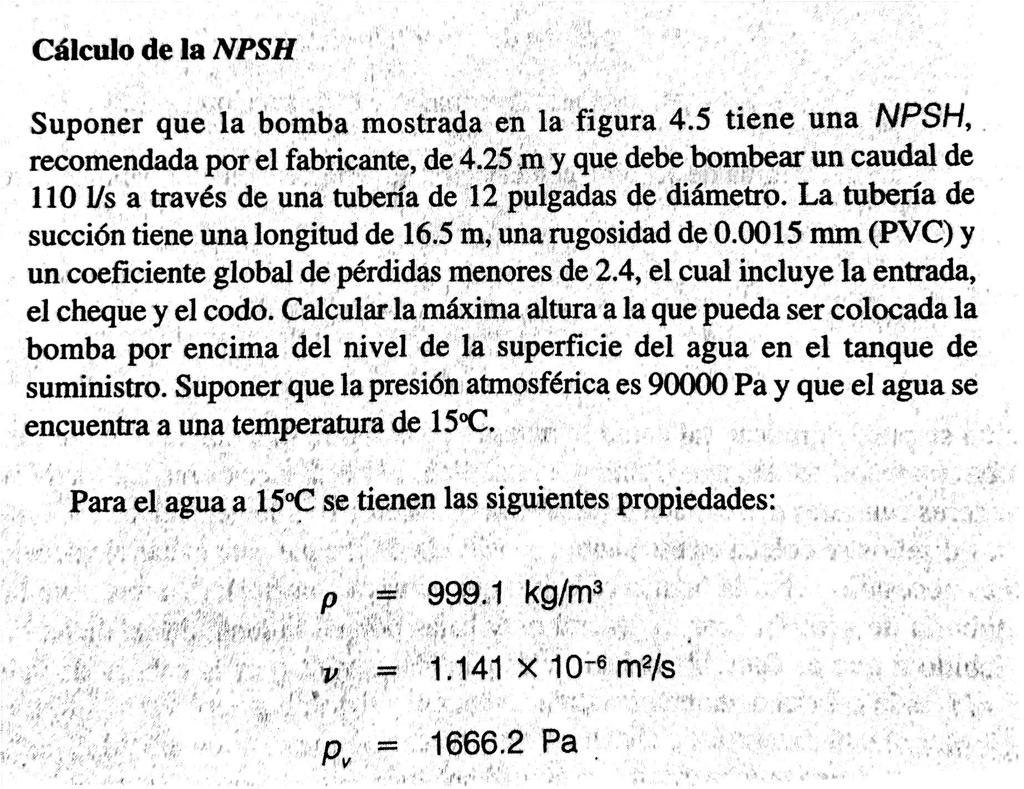 Cálculo de la NPSH
Suponer que la bomba mostrada en la figura 4.5 tiene una NPSH,
recomendada por el fabricante, de 4.25 m y que debe bombear un caudal de
110 l/s a través de una tubería de 12 pulgadas de diámetro. La tubería de
succión tiene una longitud de 16.5 m, una rugosidad de 0.0015 mm (PVC) y
un coeficiente global de pérdidas menores de 2.4, el cual incluye la entrada,
el cheque y el codo. Calcular la máxima altura a la que pueda ser colocada la
bomba por encima del nivel de la superficie del agua en el tanque de
suministro. Suponer que la presión atmosférica es 90000 Pa y que el agua se
encuentra a una temperatura de 15°C.
Para el agua a 15°C se tienen las siguientes propiedades:
ρ = 999.1 kg/m³
ν = 1.141 × 10⁻⁶ m²/s
pᵥ = 1666.2 Pa